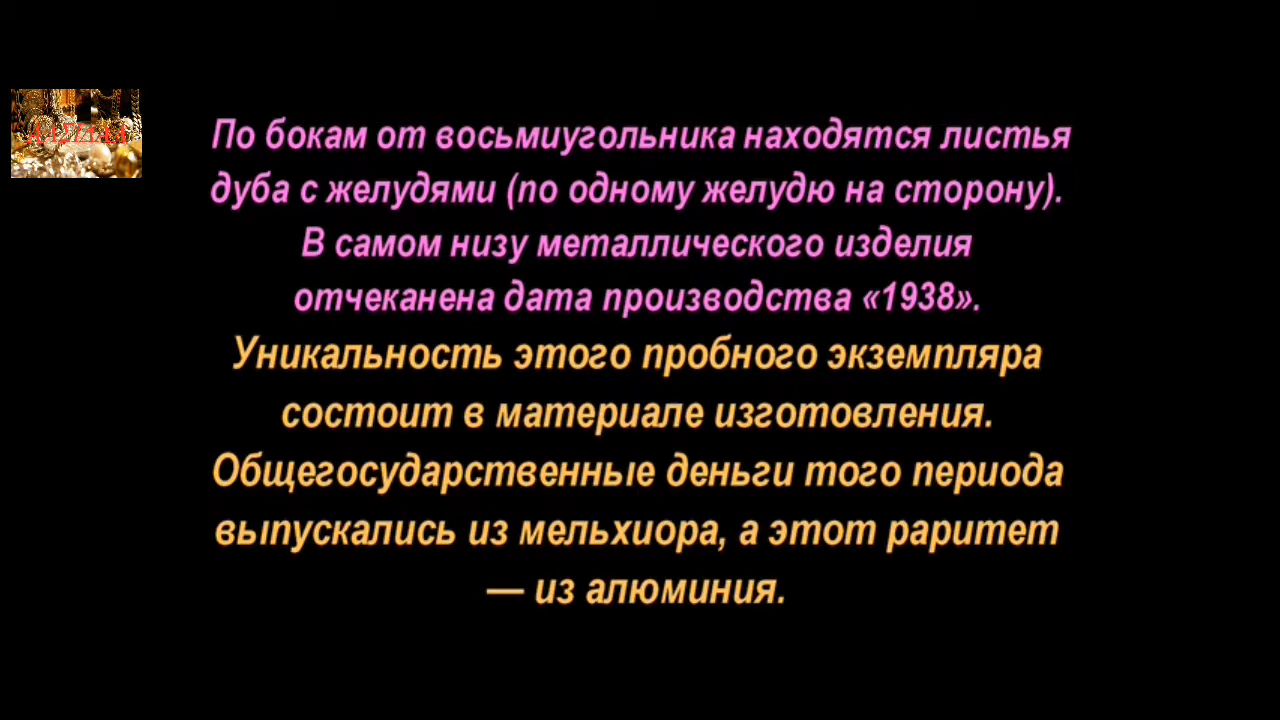 По бокам от восьмиугольника находятся листья
дуба с желудями (по одному желудю на сторону).
В самом низу металлического изделия
отчеканена дата производства «1938».
Уникальность этого пробного экземпляра
состоит в материале изготовления.
Общегосударственные деньги того периода
выпускались из мельхиора, а этот раритет
— из алюминия.